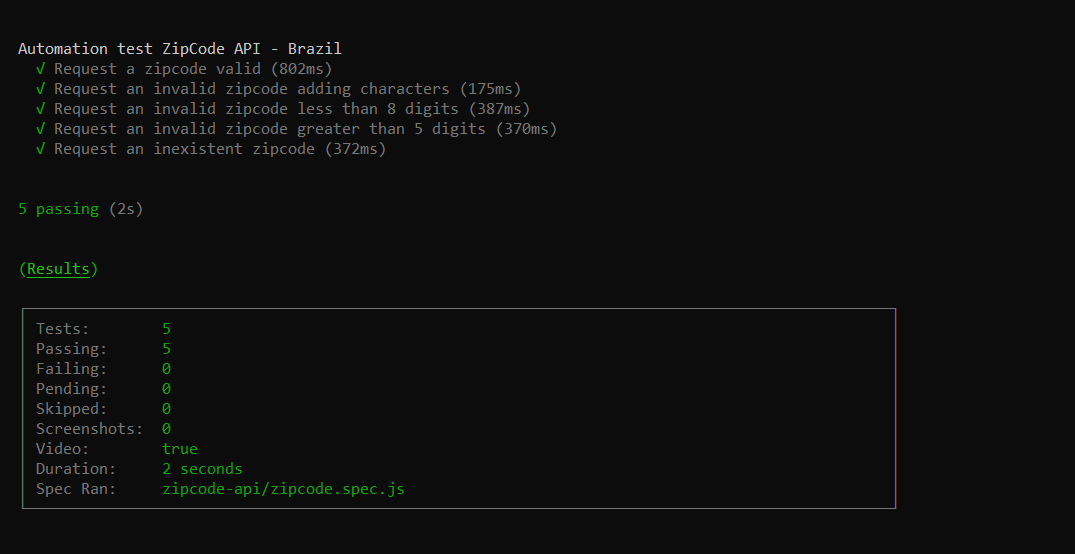 Automation test ZipCode API - Brazil
√ Request a zipcode valid (802ms)
√ Request an invalid zipcode adding characters (175ms)
√ Request an invalid zipcode less than 8 digits (387ms)
√ Request an invalid zipcode greater than 5 digits (370ms)
√ Request an inexistent zipcode (372ms)
5 passing (2s)
(Results)
Tests: 5
Passing: 5
Failing: 0
Pending: 0
Skipped: 0
Screenshots: 0
Video: true
Duration: 2 seconds
Spec Ran: zipcode-api/zipcode.spec.js